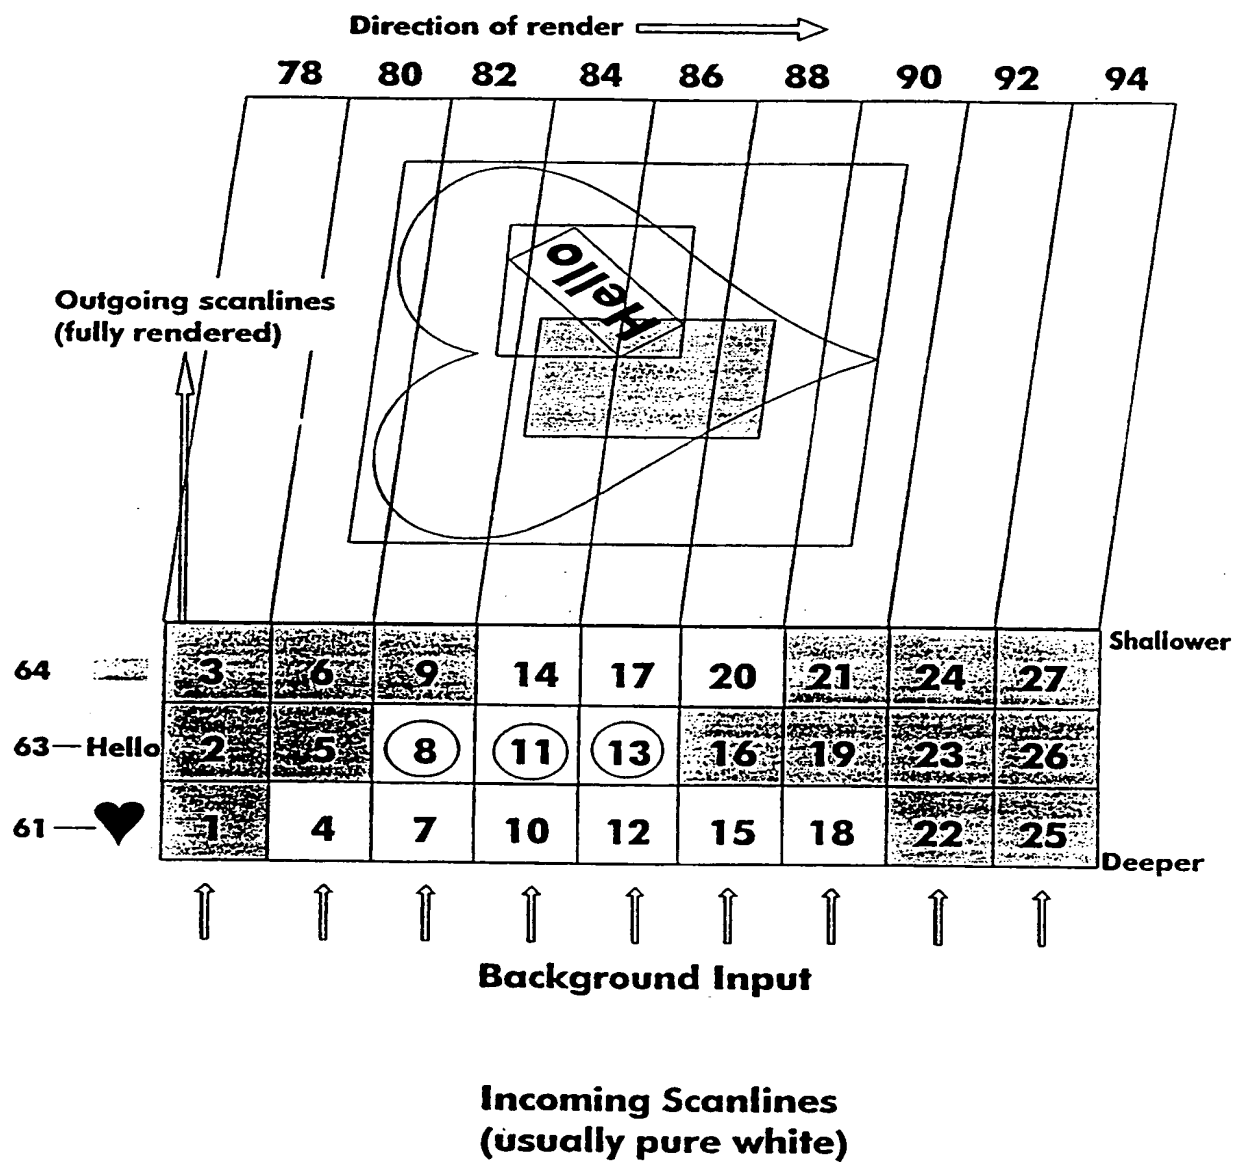 Direction of render
78 80 82 84 86 88 90 92 94
Hello
Outgoing scanlines
(fully rendered)
Shallower
64 3 6 9 14 17 20 21 24 27
63 Hello 2 5 8 11 13 16 19 23 26
61 1 4 7 10 12 15 18 22 25
Deeper
Background Input
Incoming Scanlines
(usually pure white)